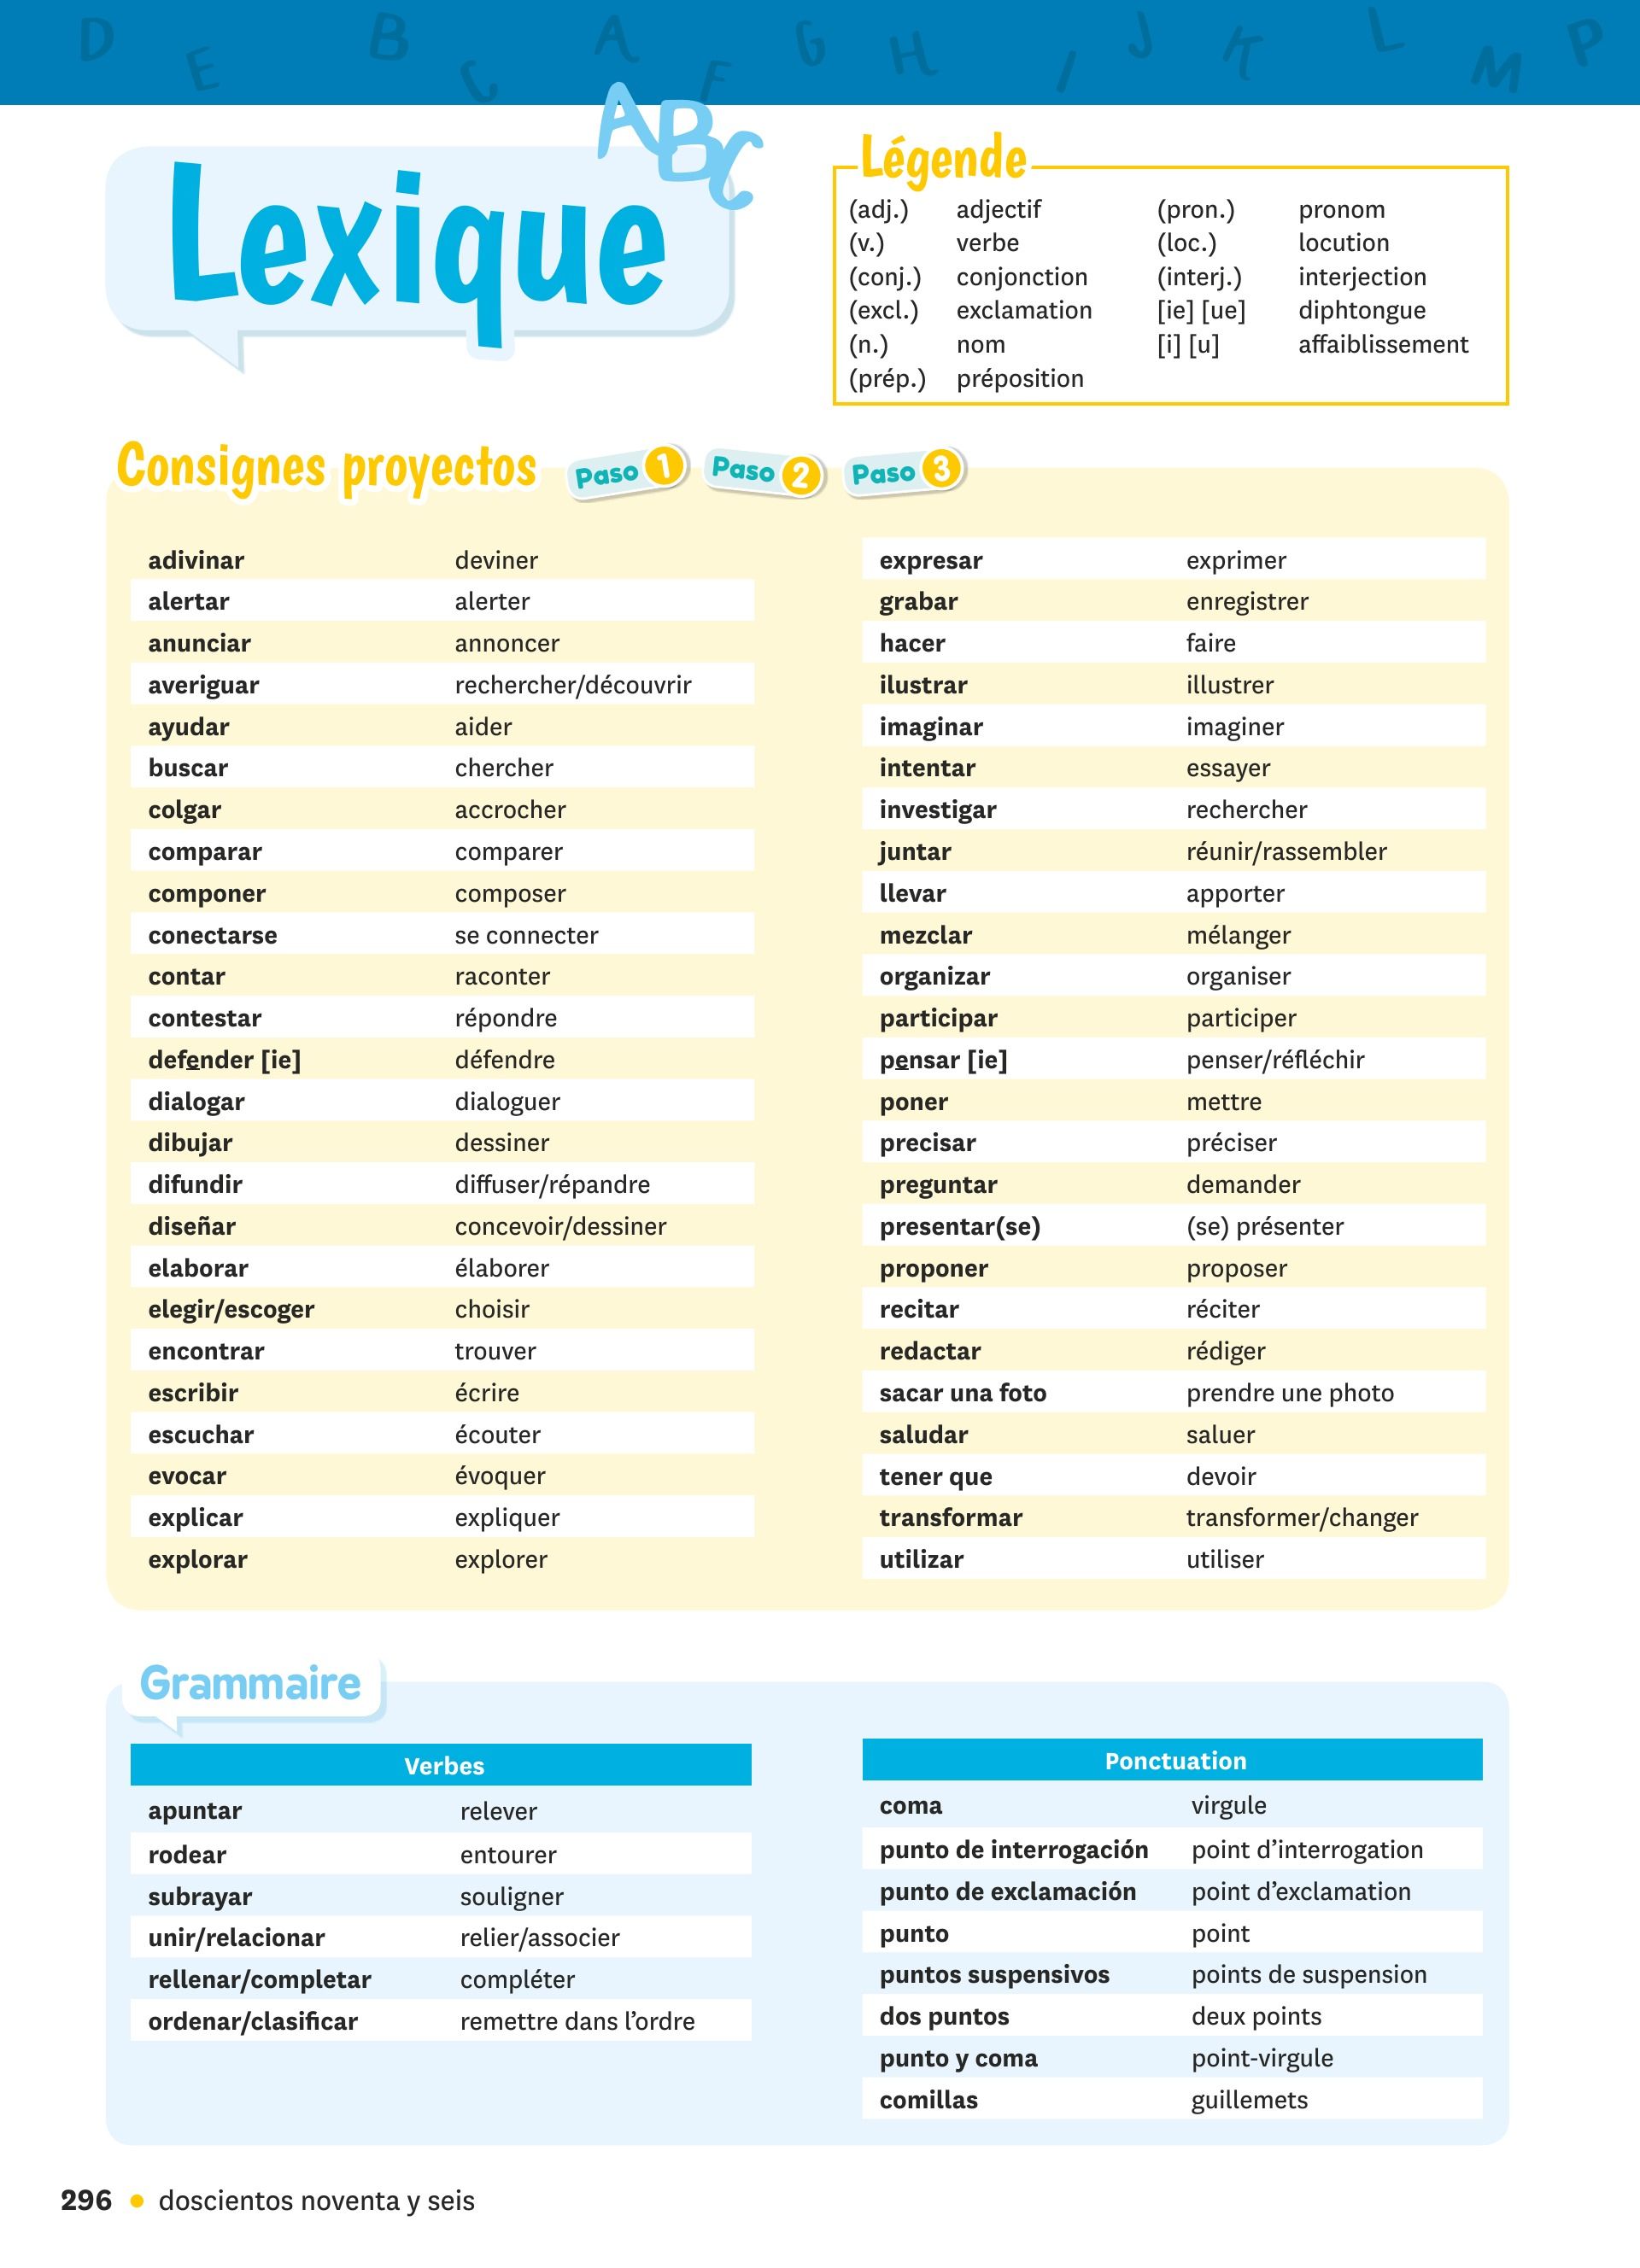 D E B C A F G H I J K L M P
ABC
Lexique
Légende
(adj.) adjectif
(v.) verbe
(conj.) conjonction
(excl.) exclamation
(n.) nom
(prép.) préposition
(pron.) pronom
(loc.) locution
(interj.) interjection
[ie] [ue] diphtongue
[i] [u] affaiblissement
Consignes proyectos Paso 1 Paso 2 Paso 3
adivinar deviner
alertar alerter
anunciar annoncer
averiguar rechercher/découvrir
ayudar aider
buscar chercher
colgar accrocher
comparar comparer
componer composer
conectarse se connecter
contar raconter
contestar répondre
defender [ie] défendre
dialogar dialoguer
dibujar dessiner
difundir diffuser/répandre
diseñar concevoir/dessiner
elaborar élaborer
elegir/escoger choisir
encontrar trouver
escribir écrire
escuchar écouter
evocar évoquer
explicar expliquer
explorar explorer
expresar exprimer
grabar enregistrer
hacer faire
ilustrar illustrer
imaginar imaginer
intentar essayer
investigar rechercher
juntar réunir/rassembler
llevar apporter
mezclar mélanger
organizar organiser
participar participer
pensar [ie] penser/réfléchir
poner mettre
precisar préciser
preguntar demander
presentar(se) (se) présenter
proponer proposer
recitar réciter
redactar rédiger
sacar una foto prendre une photo
saludar saluer
tener que devoir
transformar transformer/changer
utilizar utiliser
Grammaire
Verbes
apuntar relever
rodear entourer
subrayar souligner
unir/relacionar relier/associer
rellenar/completar compléter
ordenar/clasificar remettre dans l’ordre
Ponctuation
coma virgule
punto de interrogación point d’interrogation
punto de exclamación point d’exclamation
punto point
puntos suspensivos points de suspension
dos puntos deux points
punto y coma point-virgule
comillas guillemets
296 • doscientos noventa y seis